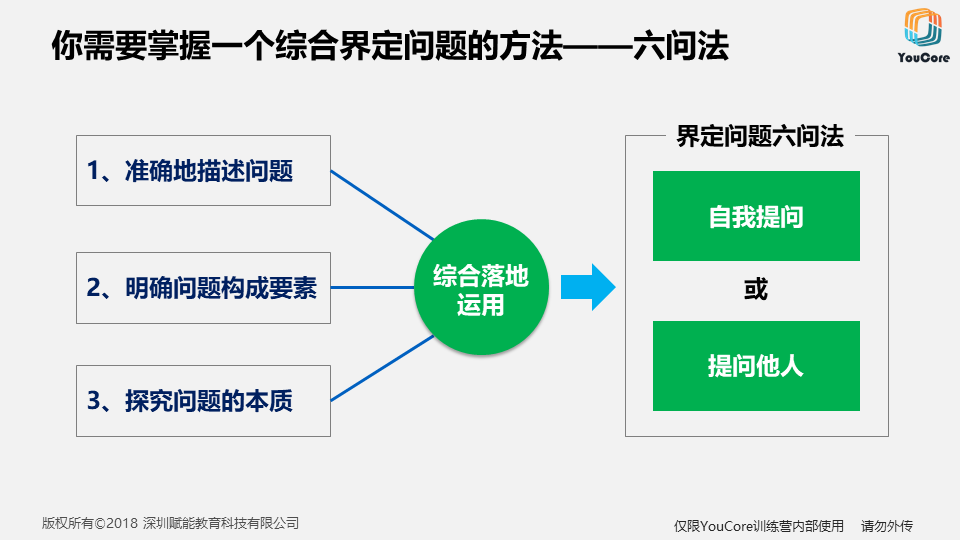 你需要掌握一个综合界定问题的方法——六问法
YouCore
界定问题六问法
1、准确地描述问题
2、明确问题构成要素
3、探究问题的本质
综合落地
运用
自我提问
或
提问他人
版权所有©2018 深圳赋能教育科技有限公司
仅限YouCore训练营内部使用 请勿外传